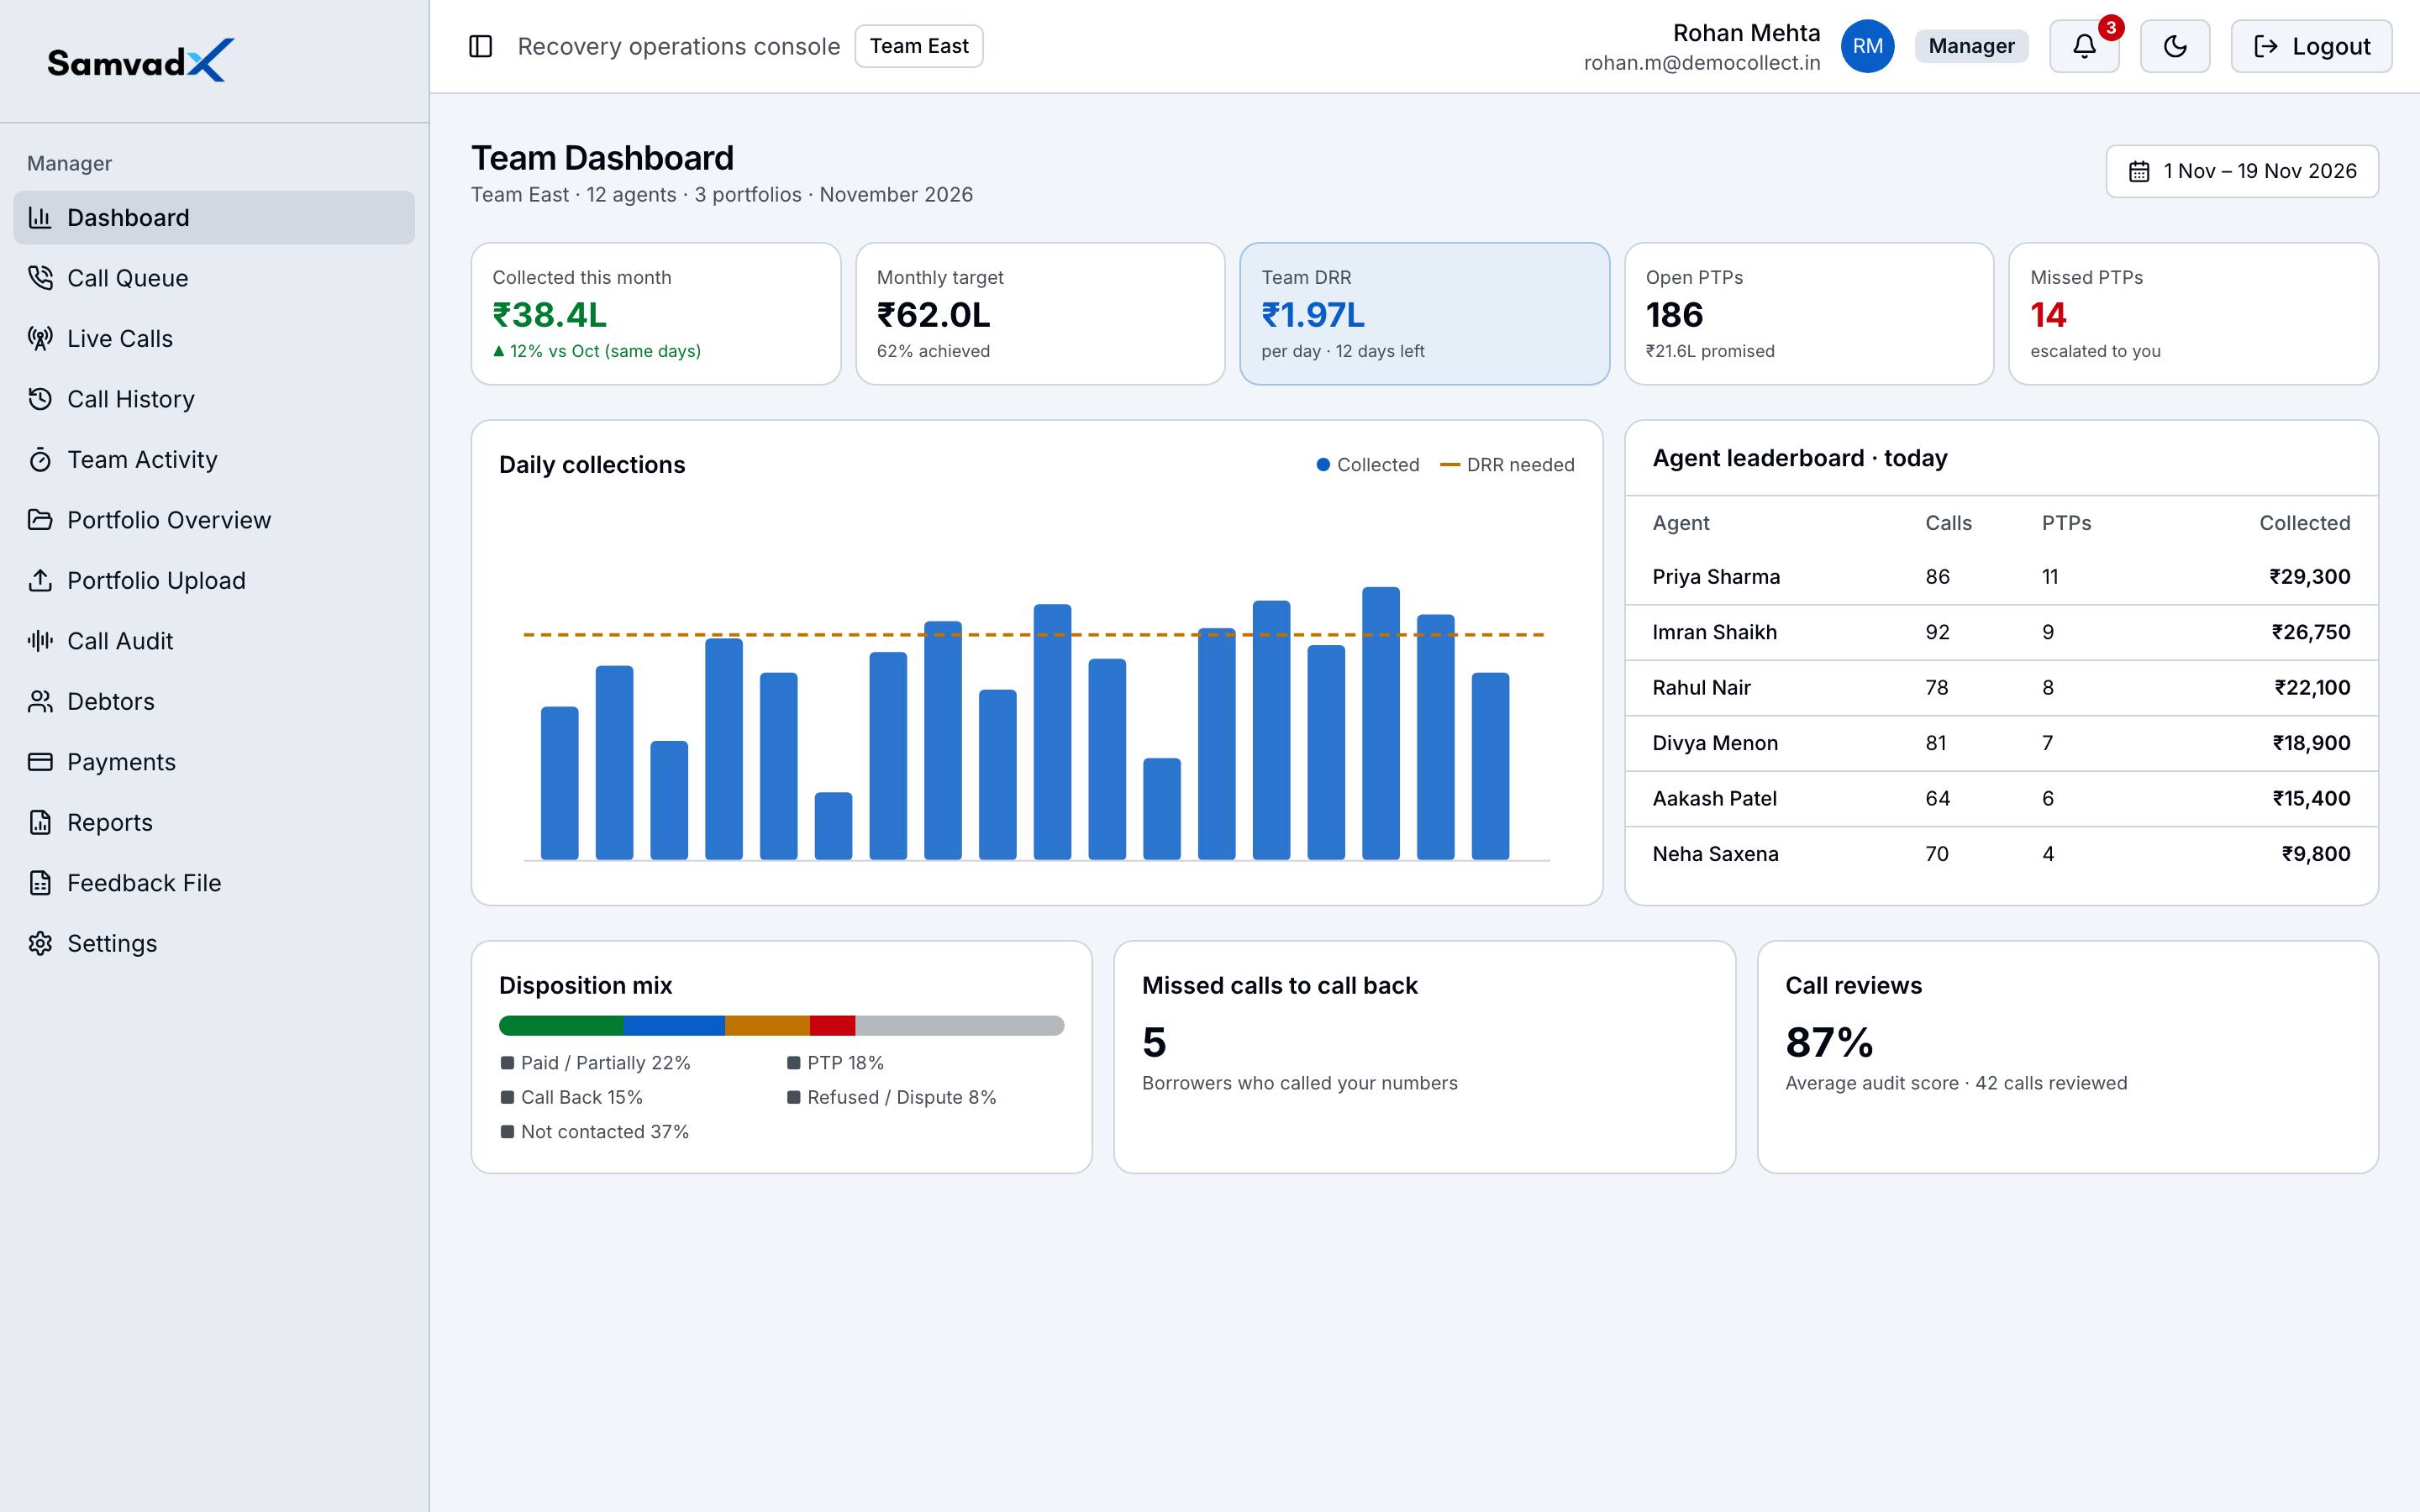 SamvadX
Recovery operations console
Team East
Rohan Mehta
rohan.m@democollect.in
RM
Manager
3
Logout
Manager
Dashboard
Call Queue
Live Calls
Call History
Team Activity
Portfolio Overview
Portfolio Upload
Call Audit
Debtors
Payments
Reports
Feedback File
Settings
Team Dashboard
Team East · 12 agents · 3 portfolios · November 2026
1 Nov – 19 Nov 2026
Collected this month
₹38.4L
▲ 12% vs Oct (same days)
Monthly target
₹62.0L
62% achieved
Team DRR
₹1.97L
per day · 12 days left
Open PTPs
186
₹21.6L promised
Missed PTPs
14
escalated to you
Daily collections
Collected
DRR needed
Agent leaderboard · today
Agent Calls PTPs Collected
Priya Sharma 86 11 ₹29,300
Imran Shaikh 92 9 ₹26,750
Rahul Nair 78 8 ₹22,100
Divya Menon 81 7 ₹18,900
Aakash Patel 64 6 ₹15,400
Neha Saxena 70 4 ₹9,800
Disposition mix
Paid / Partially 22%
PTP 18%
Call Back 15%
Refused / Dispute 8%
Not contacted 37%
Missed calls to call back
5
Borrowers who called your numbers
Call reviews
87%
Average audit score · 42 calls reviewed